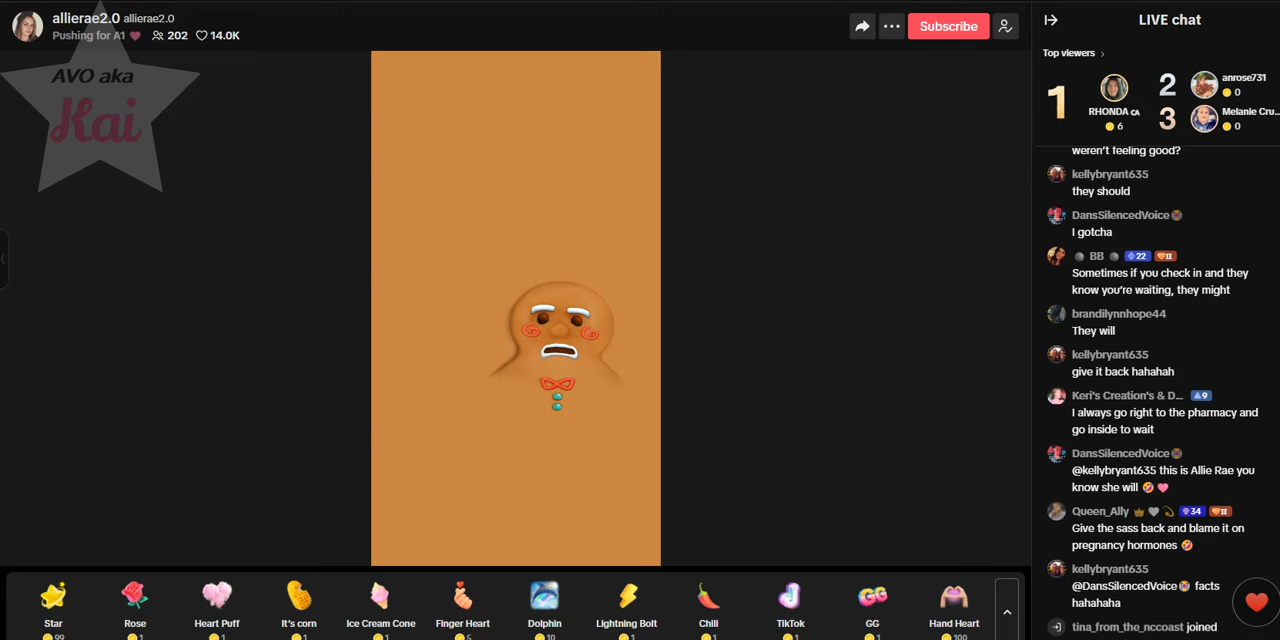 allierae2.0 allierae2.0
Pushing for A1 202 14.0K
Subscribe
AVO aka
Kai
LIVE chat
Top viewers
1
RHONDA CA
6
2
anrose731
0
3
Melanie Cru...
0
weren't feeling good?
kellybryant635
they should
DansSilencedVoice
I gotcha
BB 22 II
Sometimes if you check in and they
know you're waiting, they might
brandilynnhope44
They will
kellybryant635
give it back hahahah
Keri's Creation's & D... 9
I always go right to the pharmacy and
go inside to wait
DansSilencedVoice
@kellybryant635 this is Allie Rae you
know she will
Queen_Ally 34 II
Give the sass back and blame it on
pregnancy hormones
kellybryant635
@DansSilencedVoice facts
hahahaha
tina_from_the_nccoast joined
Star Rose Heart Puff It's corn Ice Cream Cone Finger Heart Dolphin Lightning Bolt Chili TikTok GG Hand Heart
99 1 1 1 1 5 10 1 1 1 1 100